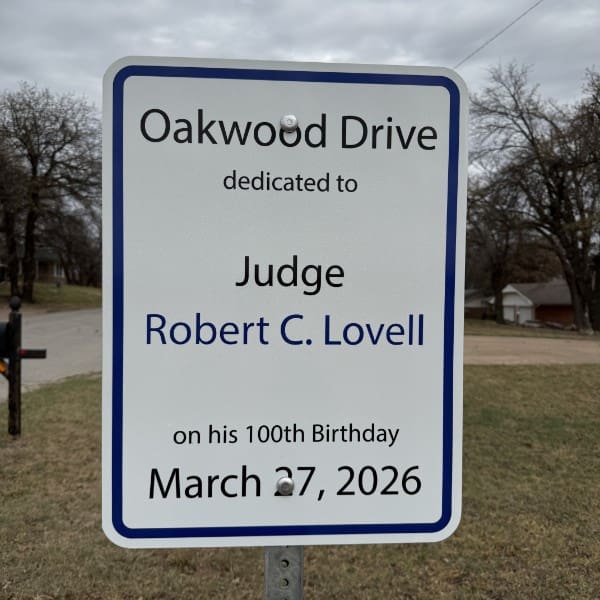 Oakwood Drive
dedicated to
Judge
Robert C. Lovell
on his 100th Birthday
March 27, 2026